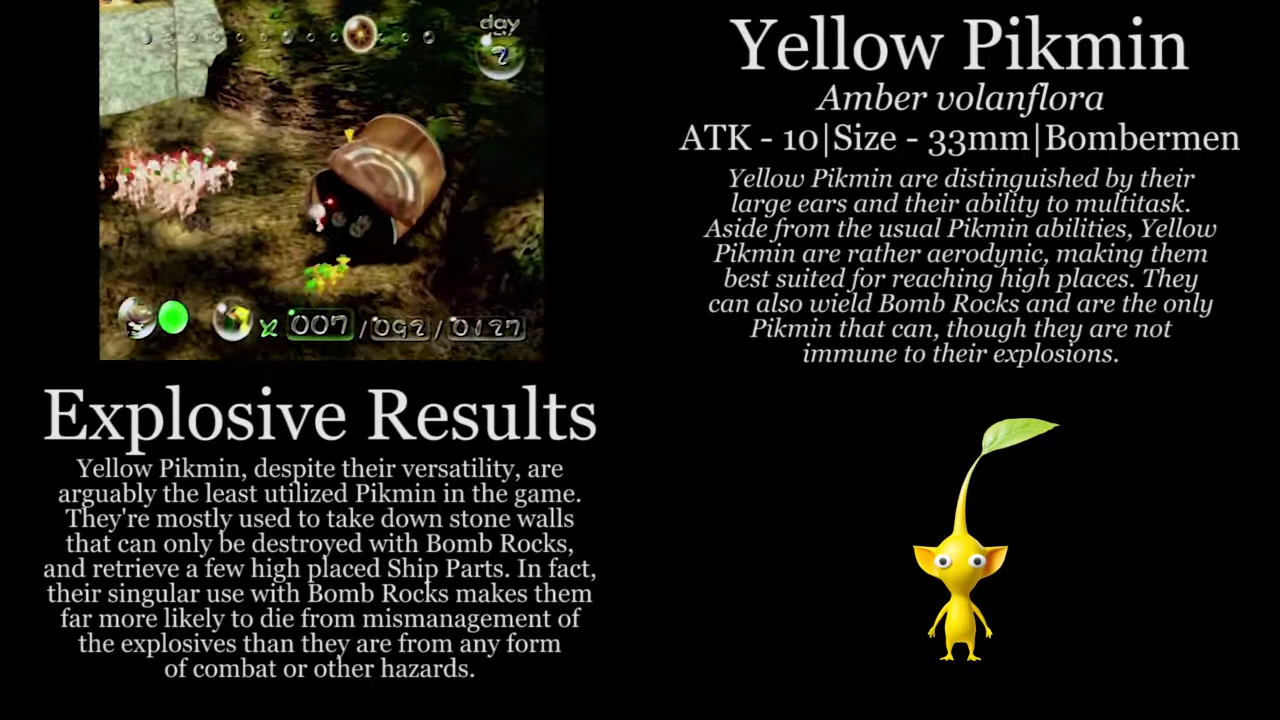 day
2
007/092/0127
Explosive Results
Yellow Pikmin, despite their versatility, are
arguably the least utilized Pikmin in the game.
They're mostly used to take down stone walls
that can only be destroyed with Bomb Rocks,
and retrieve a few high placed Ship Parts. In fact,
their singular use with Bomb Rocks makes them
far more likely to die from mismanagement of
the explosives than they are from any form
of combat or other hazards.
Yellow Pikmin
Amber volanflora
ATK - 10|Size - 33mm|Bombermen
Yellow Pikmin are distinguished by their
large ears and their ability to multitask.
Aside from the usual Pikmin abilities, Yellow
Pikmin are rather aerodynic, making them
best suited for reaching high places. They
can also wield Bomb Rocks and are the only
Pikmin that can, though they are not
immune to their explosions.